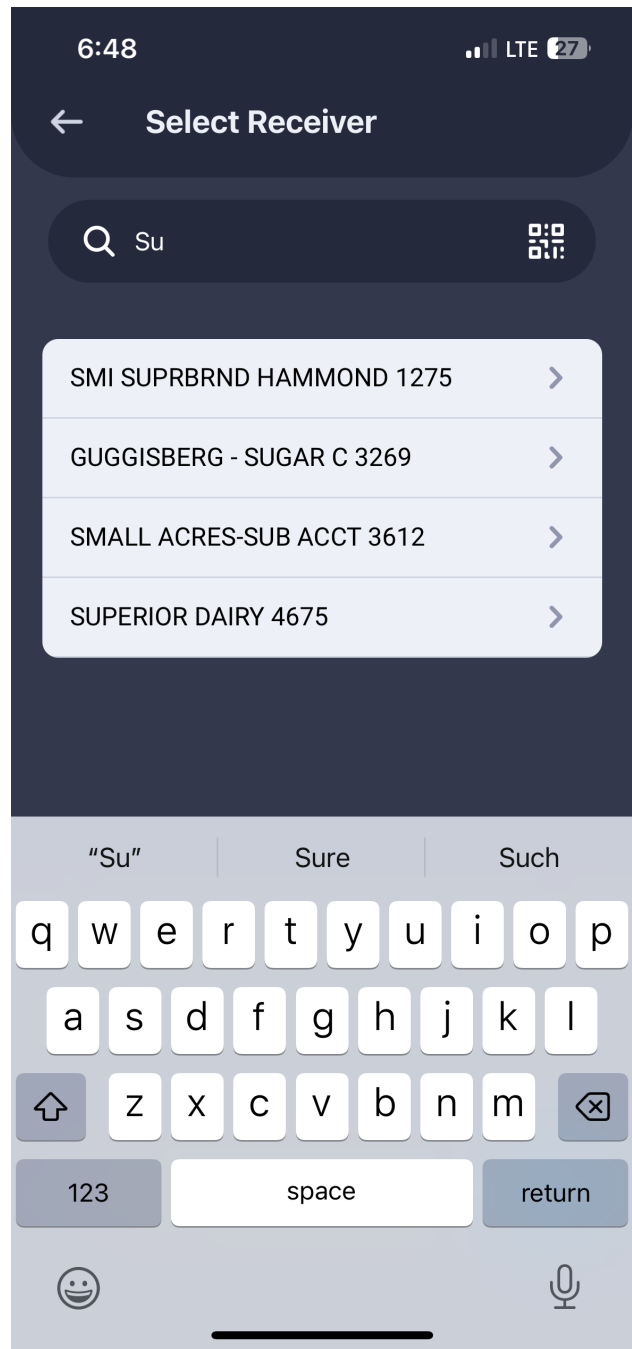 6:48 LTE 27
Select Receiver
Su
SMI SUPRBRND HAMMOND 1275
GUGGISBERG - SUGAR C 3269
SMALL ACRES-SUB ACCT 3612
SUPERIOR DAIRY 4675
“Su” Sure Such
q w e r t y u i o p
a s d f g h j k l
z x c v b n m
123 space return